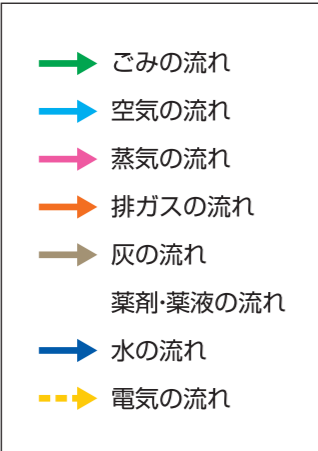 ごみの流れ
空気の流れ
蒸気の流れ
排ガスの流れ
灰の流れ
薬剤・薬液の流れ
水の流れ
電気の流れ